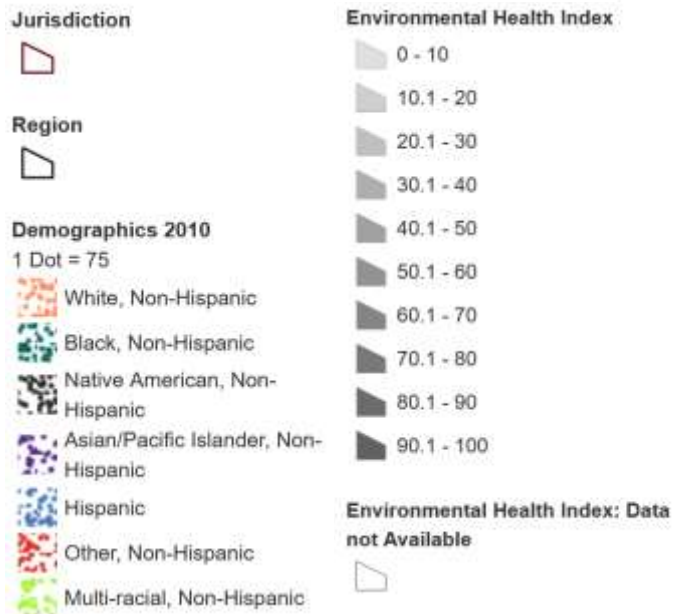 Jurisdiction
Region
Demographics 2010
1 Dot = 75
White, Non-Hispanic
Black, Non-Hispanic
Native American, Non-
Hispanic
Asian/Pacific Islander, Non-
Hispanic
Hispanic
Other, Non-Hispanic
Multi-racial, Non-Hispanic
Environmental Health Index
0 - 10
10.1 - 20
20.1 - 30
30.1 - 40
40.1 - 50
50.1 - 60
60.1 - 70
70.1 - 80
80.1 - 90
90.1 - 100
Environmental Health Index: Data
not Available